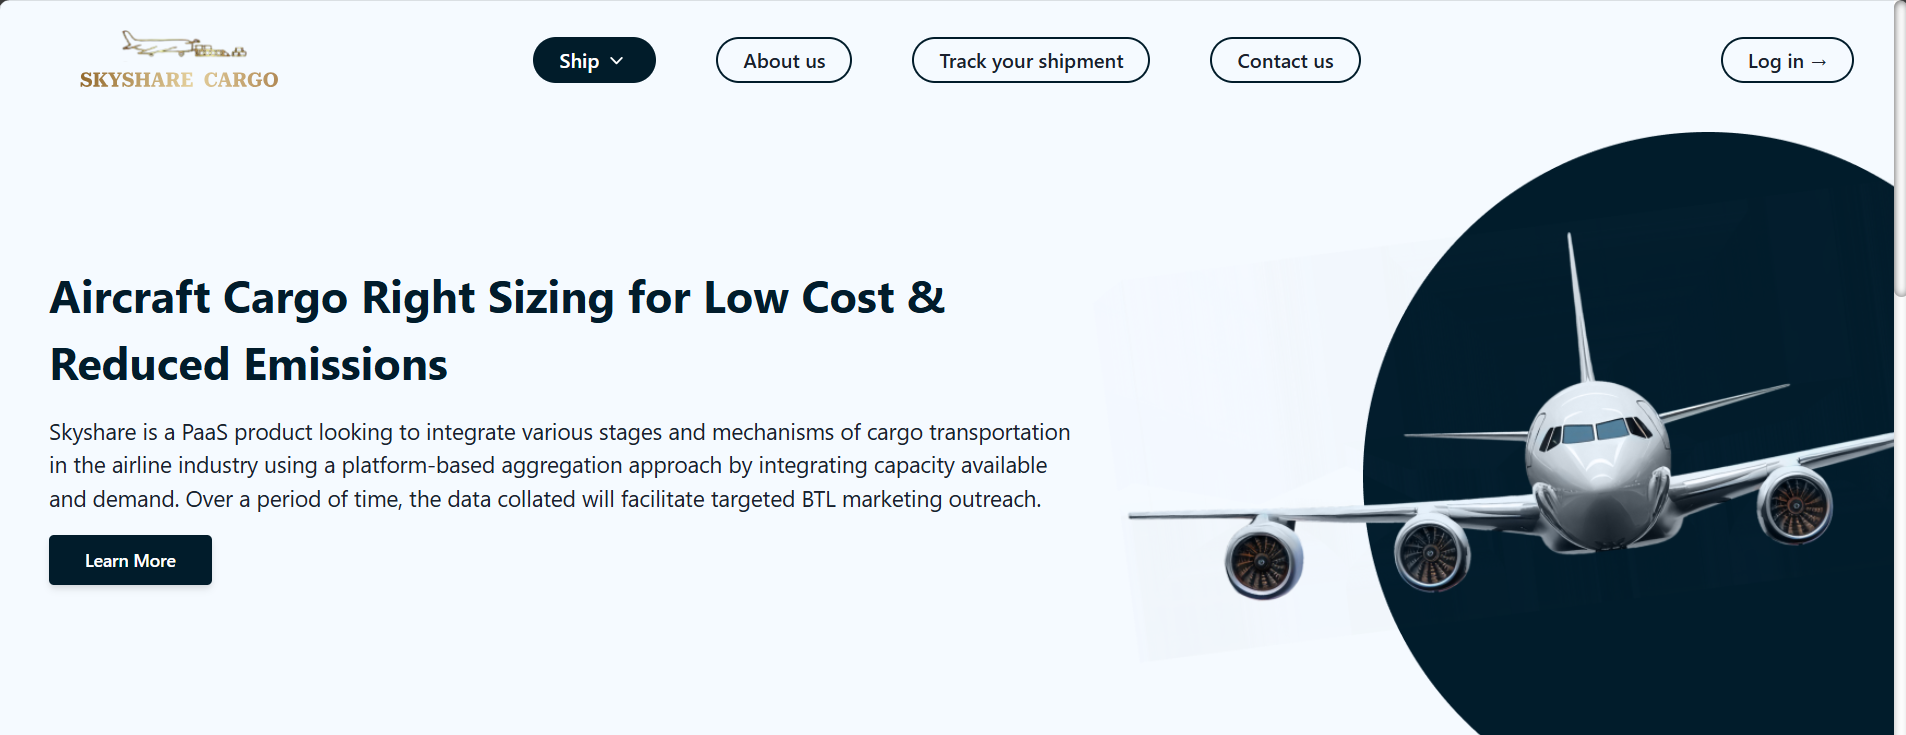 SKYSHARE CARGO
Ship
About us
Track your shipment
Contact us
Log in →
Aircraft Cargo Right Sizing for Low Cost &
Reduced Emissions
Skyshare is a PaaS product looking to integrate various stages and mechanisms of cargo transportation
in the airline industry using a platform-based aggregation approach by integrating capacity available
and demand. Over a period of time, the data collated will facilitate targeted BTL marketing outreach.
Learn More